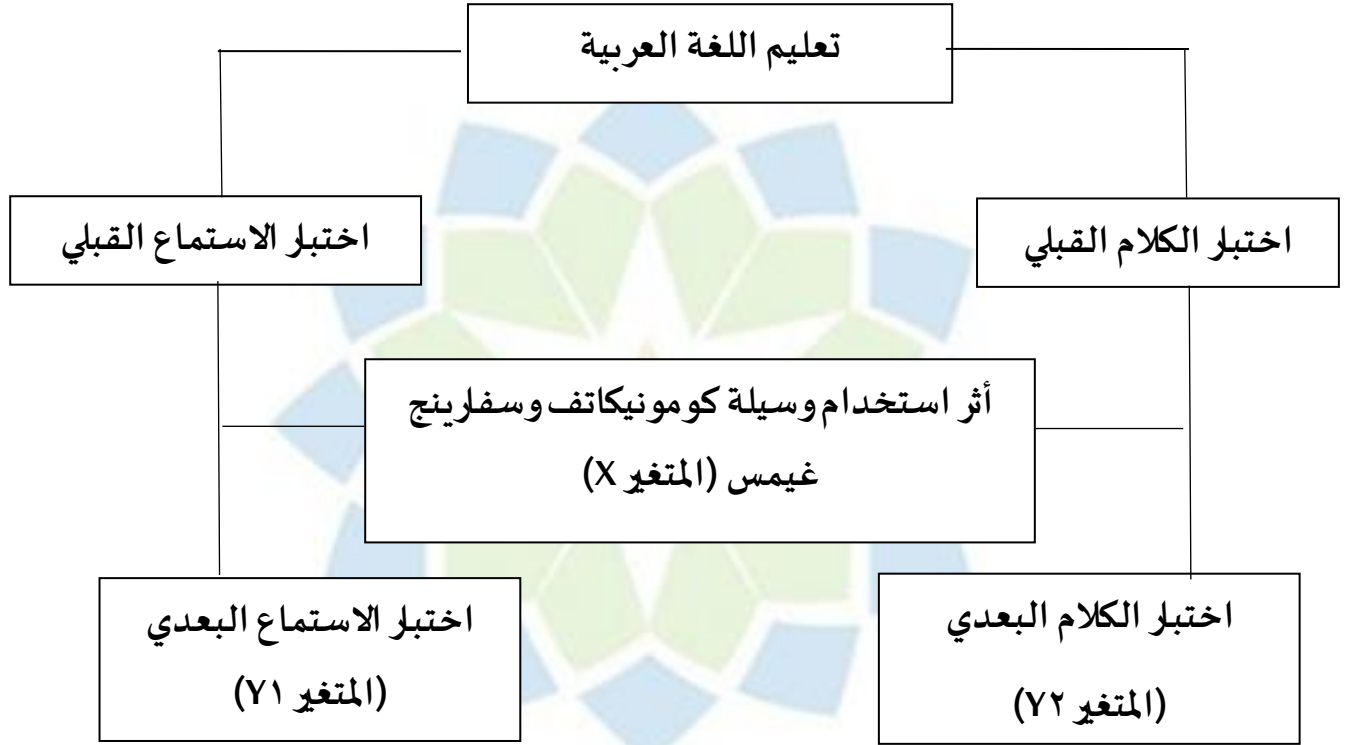 تعليم اللغة العربية
اختبار الكلام القبلي
اختبار الاستماع القبلي
أثر استخدام وسيلة كومونيكاتف وسفارينج
غيمس (المتغير X)
اختبار الكلام البعدي
(المتغير Y٢)
اختبار الاستماع البعدي
(المتغير Y١)